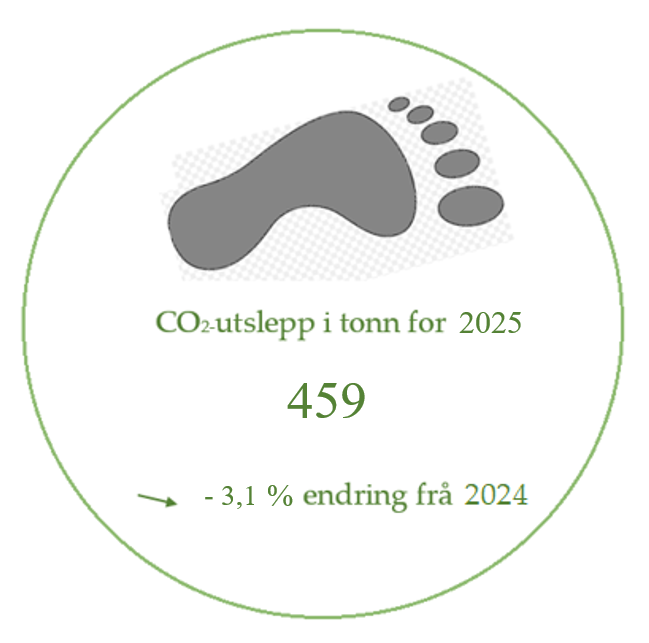 CO₂-utslepp i tonn for 2025
459
- 3,1 % endring frå 2024